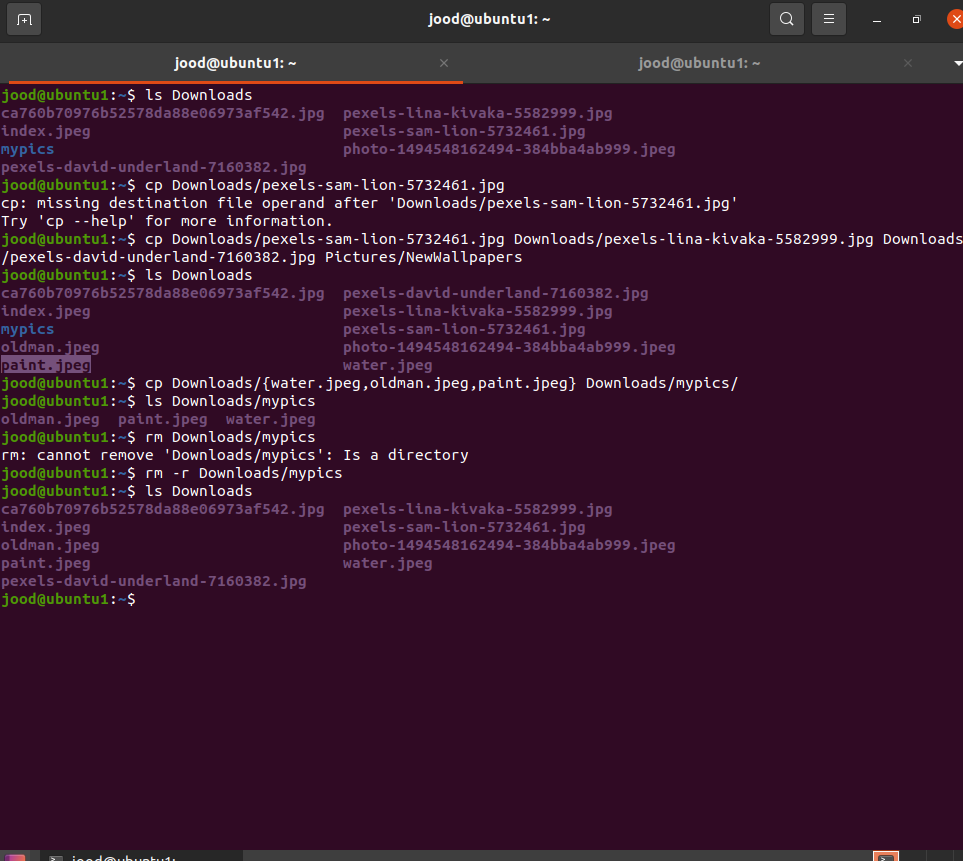 jood@ubuntu1: ~
jood@ubuntu1: ~ jood@ubuntu1: ~
jood@ubuntu1:~$ ls Downloads
ca760b70976b52578da88e06973af542.jpg pexels-lina-kivaka-5582999.jpg
index.jpeg pexels-sam-lion-5732461.jpg
mypics photo-1494548162494-384bba4ab999.jpeg
pexels-david-underland-7160382.jpg
jood@ubuntu1:~$ cp Downloads/pexels-sam-lion-5732461.jpg
cp: missing destination file operand after 'Downloads/pexels-sam-lion-5732461.jpg'
Try 'cp --help' for more information.
jood@ubuntu1:~$ cp Downloads/pexels-sam-lion-5732461.jpg Downloads/pexels-lina-kivaka-5582999.jpg Downloads
/pexels-david-underland-7160382.jpg Pictures/NewWallpapers
jood@ubuntu1:~$ ls Downloads
ca760b70976b52578da88e06973af542.jpg pexels-david-underland-7160382.jpg
index.jpeg pexels-lina-kivaka-5582999.jpg
mypics pexels-sam-lion-5732461.jpg
oldman.jpeg photo-1494548162494-384bba4ab999.jpeg
paint.jpeg water.jpeg
jood@ubuntu1:~$ cp Downloads/{water.jpeg,oldman.jpeg,paint.jpeg} Downloads/mypics/
jood@ubuntu1:~$ ls Downloads/mypics
oldman.jpeg paint.jpeg water.jpeg
jood@ubuntu1:~$ rm Downloads/mypics
rm: cannot remove 'Downloads/mypics': Is a directory
jood@ubuntu1:~$ rm -r Downloads/mypics
jood@ubuntu1:~$ ls Downloads
ca760b70976b52578da88e06973af542.jpg pexels-lina-kivaka-5582999.jpg
index.jpeg pexels-sam-lion-5732461.jpg
oldman.jpeg photo-1494548162494-384bba4ab999.jpeg
paint.jpeg water.jpeg
pexels-david-underland-7160382.jpg
jood@ubuntu1:~$
jood@ubuntu1: